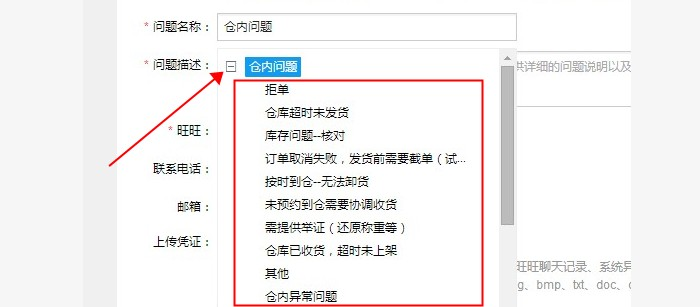 * 问题名称： 仓内问题
* 问题描述： 仓内问题
供详细的问题说明以及
拒单
仓库超时未发货
* 旺旺：
库存问题--核对
订单取消失败，发货前需要截单（试...
联系电话：
按时到仓--无法卸货
邮箱：
未预约到仓需要协调收货
需提供举证（还原称重等）
上传凭证：
仓库已收货，超时未上架
其他
旺旺聊天记录、系统异
仓内异常问题
g、bmp、txt、doc、d